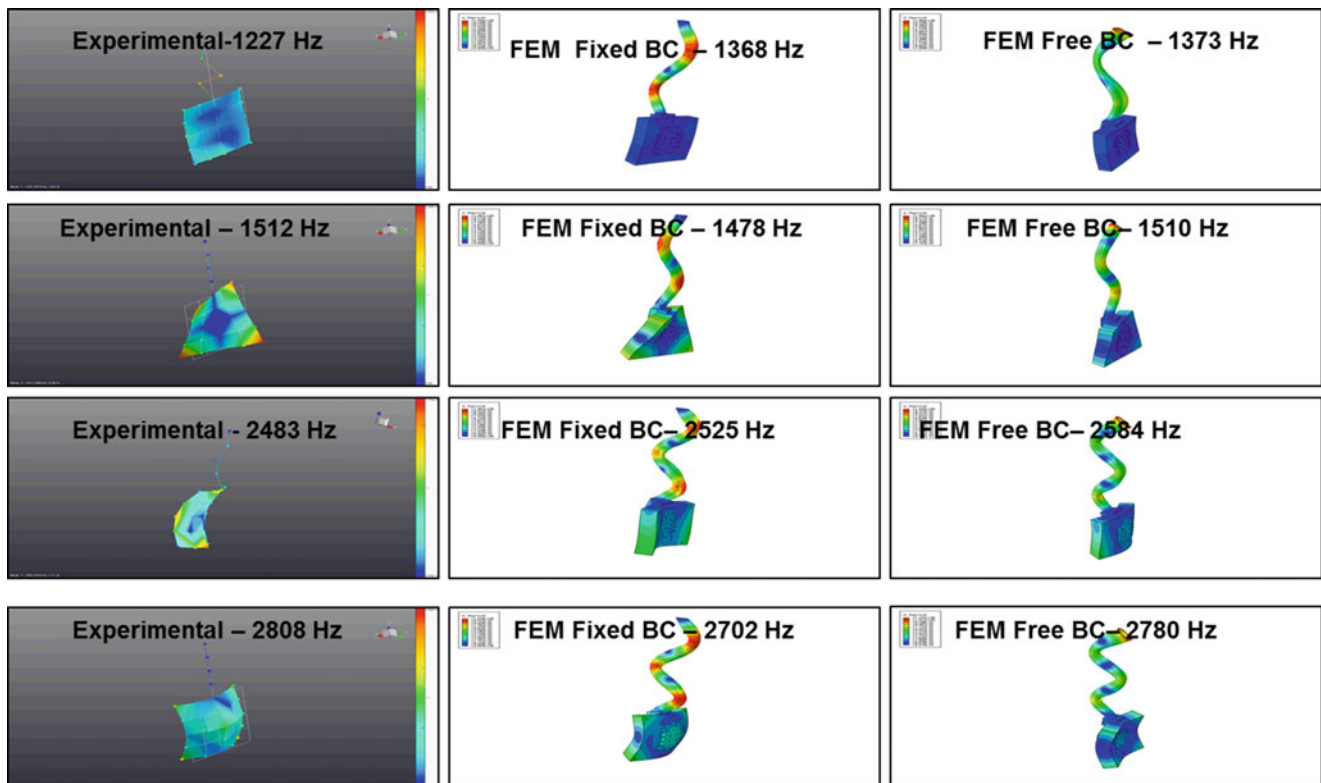 Experimental-1227 Hz
FEM Fixed BC – 1368 Hz
FEM Free BC – 1373 Hz
Experimental – 1512 Hz
FEM Fixed BC – 1478 Hz
FEM Free BC– 1510 Hz
Experimental - 2483 Hz
FEM Fixed BC– 2525 Hz
FEM Free BC– 2584 Hz
Experimental – 2808 Hz
FEM Fixed BC – 2702 Hz
FEM Free BC– 2780 Hz